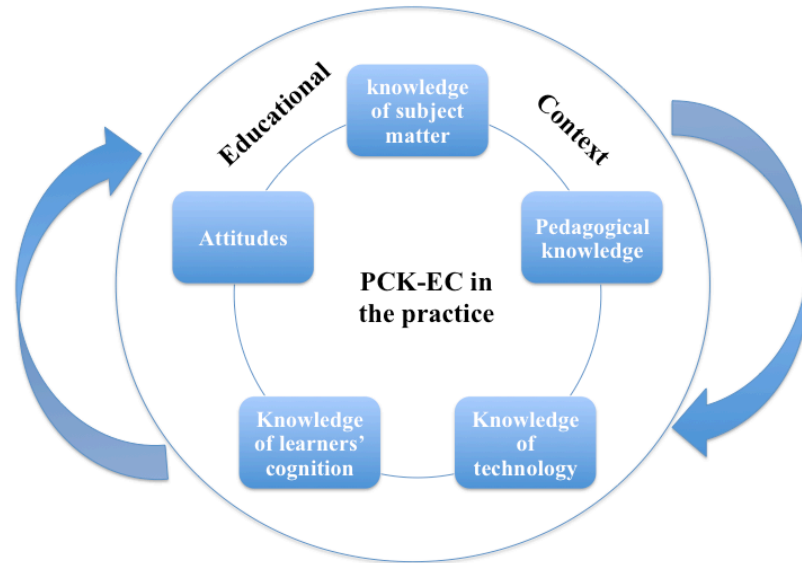 Educational
Context
knowledge
of subject
matter
Attitudes
Pedagogical
knowledge
PCK-EC in
the practice
Knowledge
of learners’
cognition
Knowledge
of
technology